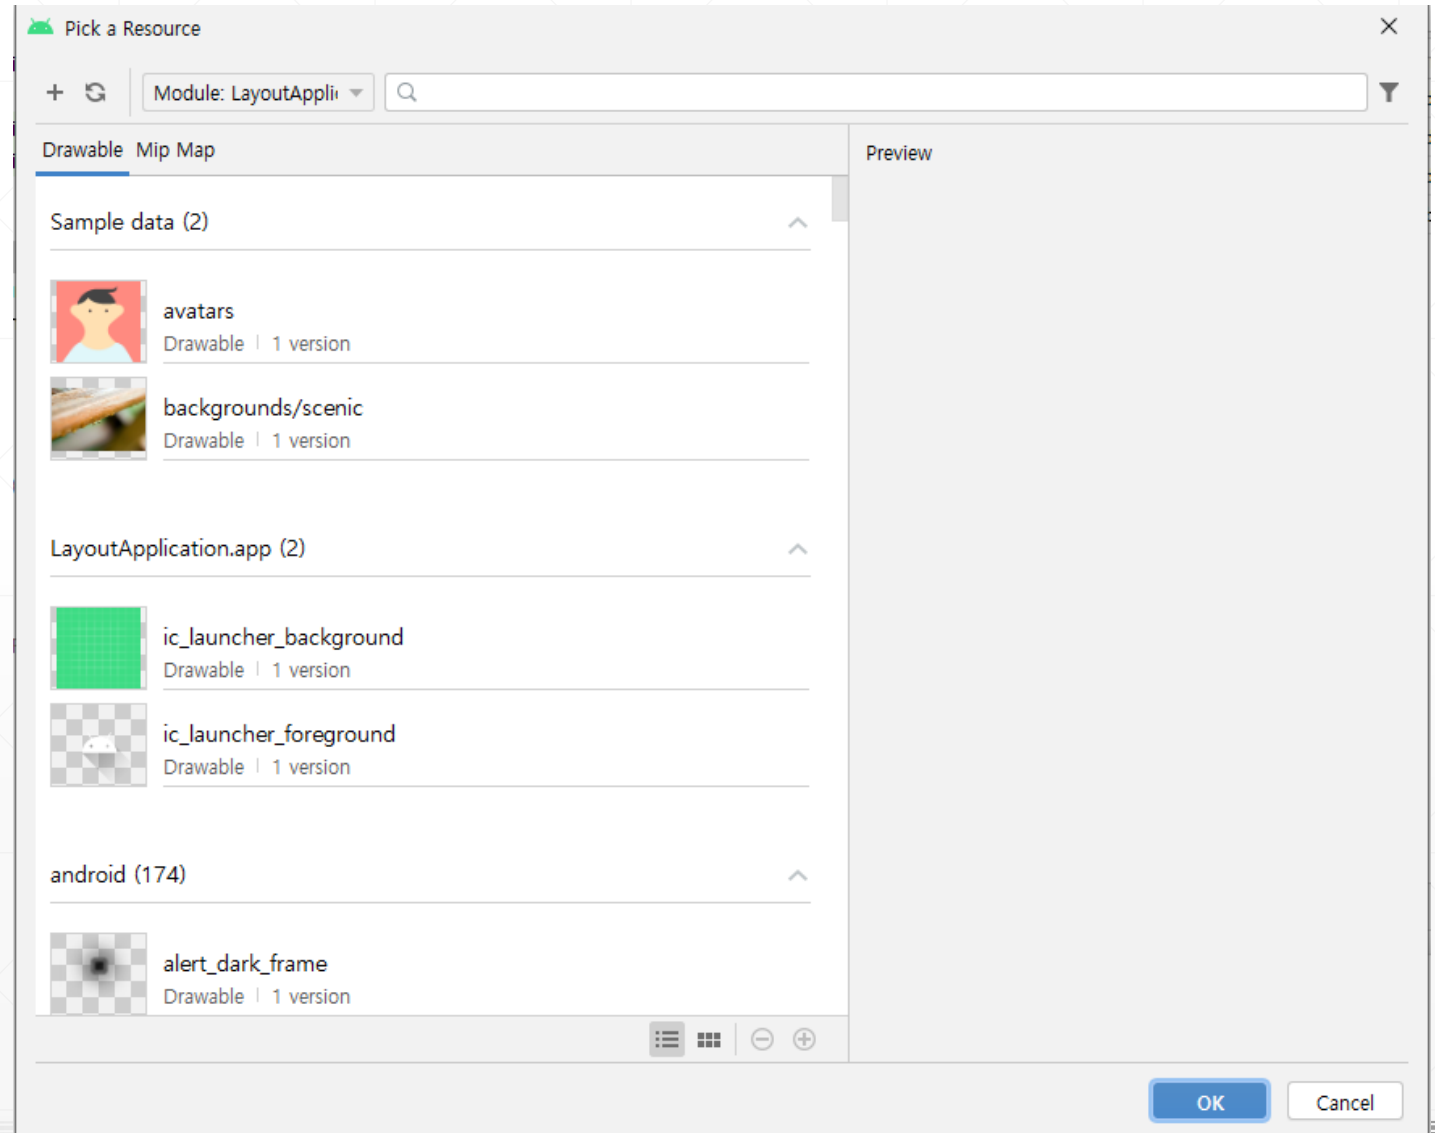 Pick a Resource
Module: LayoutAppli
Drawable Mip Map
Preview
Sample data (2)
avatars
Drawable 1 version
backgrounds/scenic
Drawable 1 version
LayoutApplication.app (2)
ic_launcher_background
Drawable 1 version
ic_launcher_foreground
Drawable 1 version
android (174)
alert_dark_frame
Drawable 1 version
OK Cancel